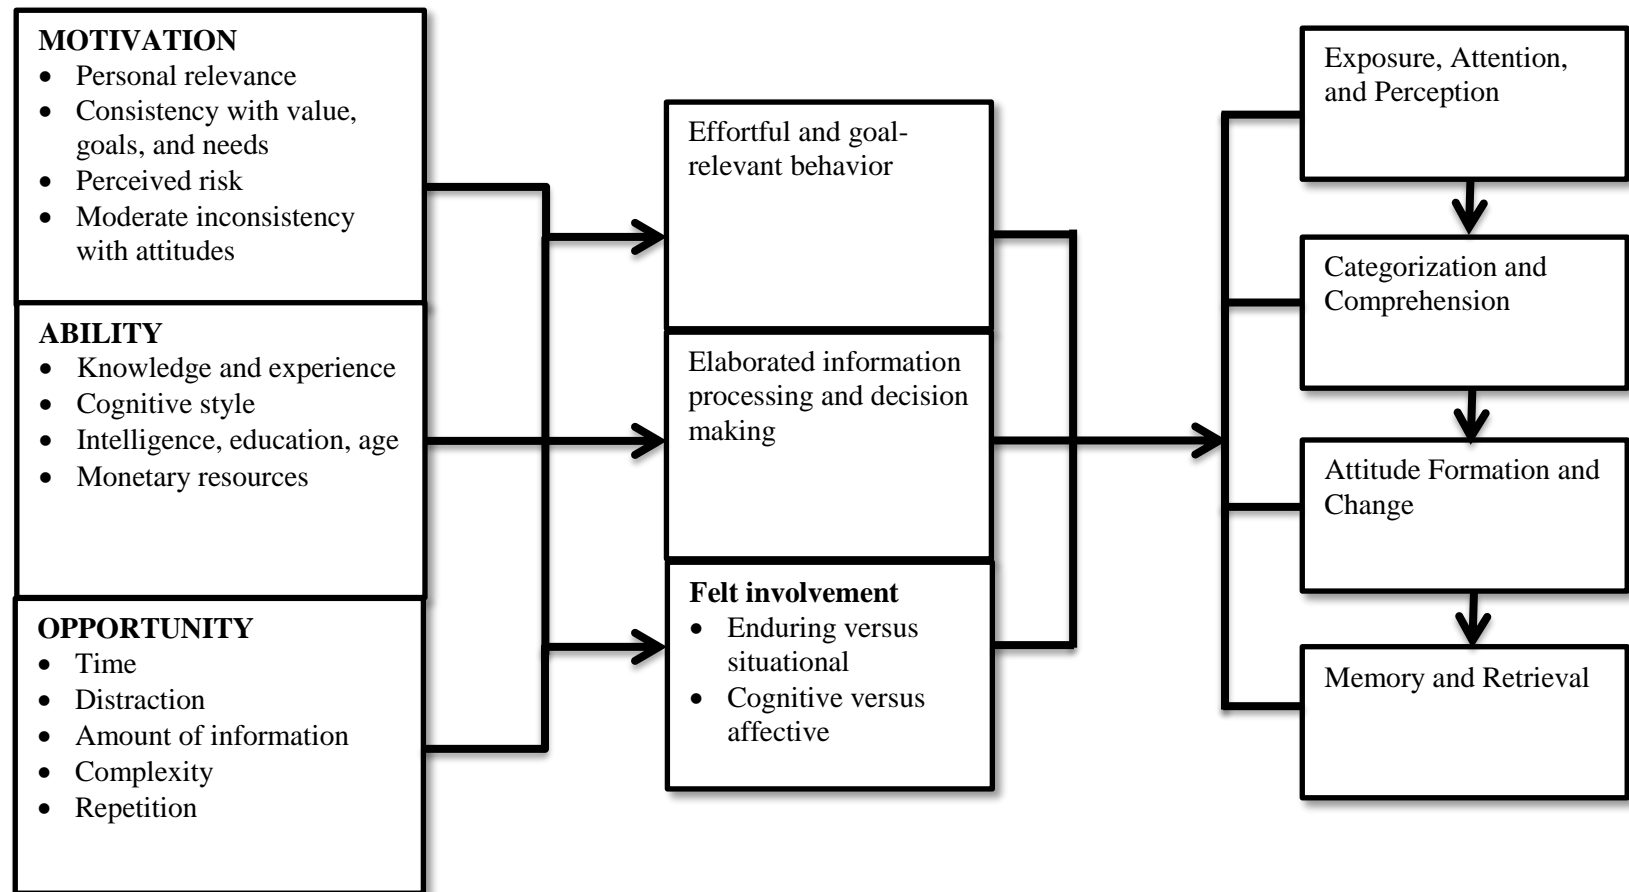 MOTIVATION
• Personal relevance
• Consistency with value,
goals, and needs
• Perceived risk
• Moderate inconsistency
with attitudes
ABILITY
• Knowledge and experience
• Cognitive style
• Intelligence, education, age
• Monetary resources
OPPORTUNITY
• Time
• Distraction
• Amount of information
• Complexity
• Repetition
Effortful and goal-
relevant behavior
Elaborated information
processing and decision
making
Felt involvement
• Enduring versus
situational
• Cognitive versus
affective
Exposure, Attention,
and Perception
Categorization and
Comprehension
Attitude Formation and
Change
Memory and Retrieval